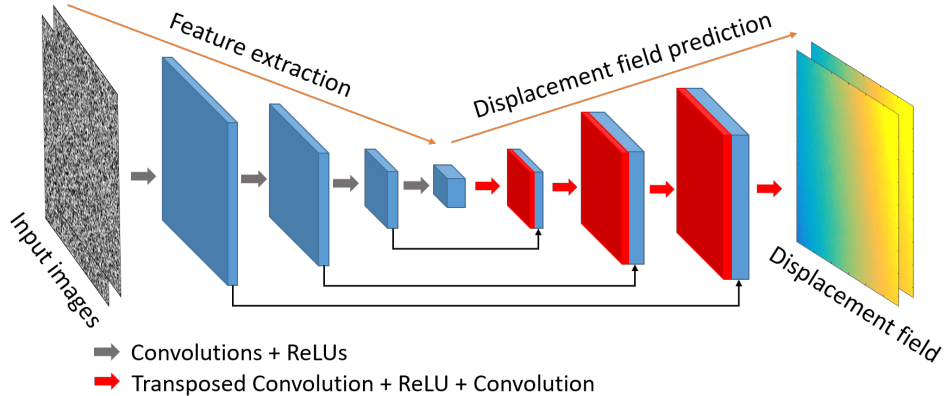 Feature extraction
Displacement field prediction
Input images
Displacement field
Convolutions + ReLUs
Transposed Convolution + ReLU + Convolution